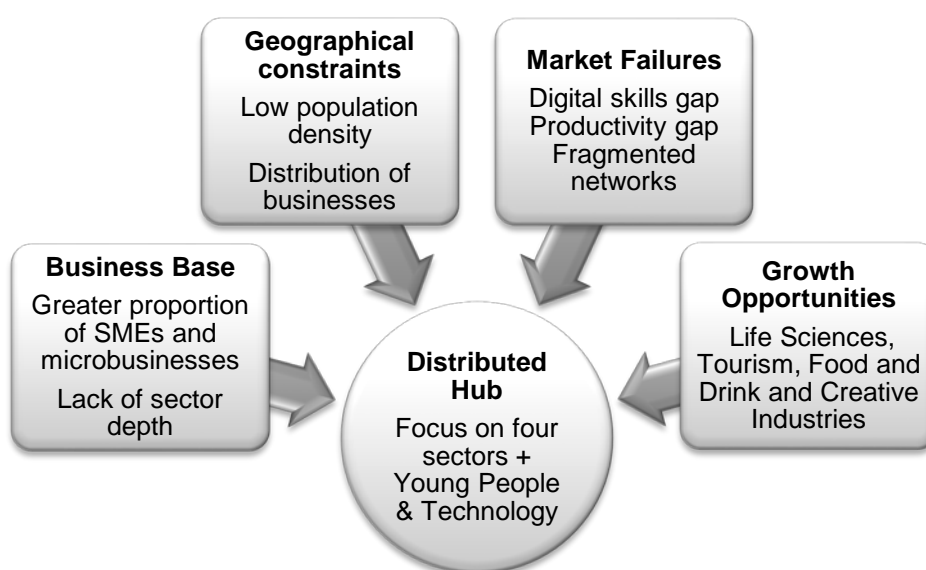 Geographical
constraints
Low population
density
Distribution of
businesses
Market Failures
Digital skills gap
Productivity gap
Fragmented
networks
Business Base
Greater proportion
of SMEs and
microbusinesses
Lack of sector
depth
Growth
Opportunities
Life Sciences,
Tourism, Food and
Drink and Creative
Industries
Distributed
Hub
Focus on four
sectors +
Young People
& Technology